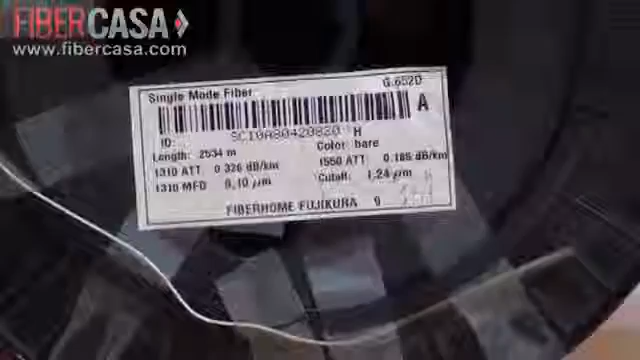 FIBERCASA
www.fibercasa.com
Single Mode Fiber G.652D
A
ID: SC10A80420820 H
Length: 2534 m Color: bare
1310 ATT: 0.326 dB/km 1550 ATT: 0.185 dB/km
1310 MFD 9.10 μm Cutoff: 1.24 μm
FIBERHOME FUJIKURA 9